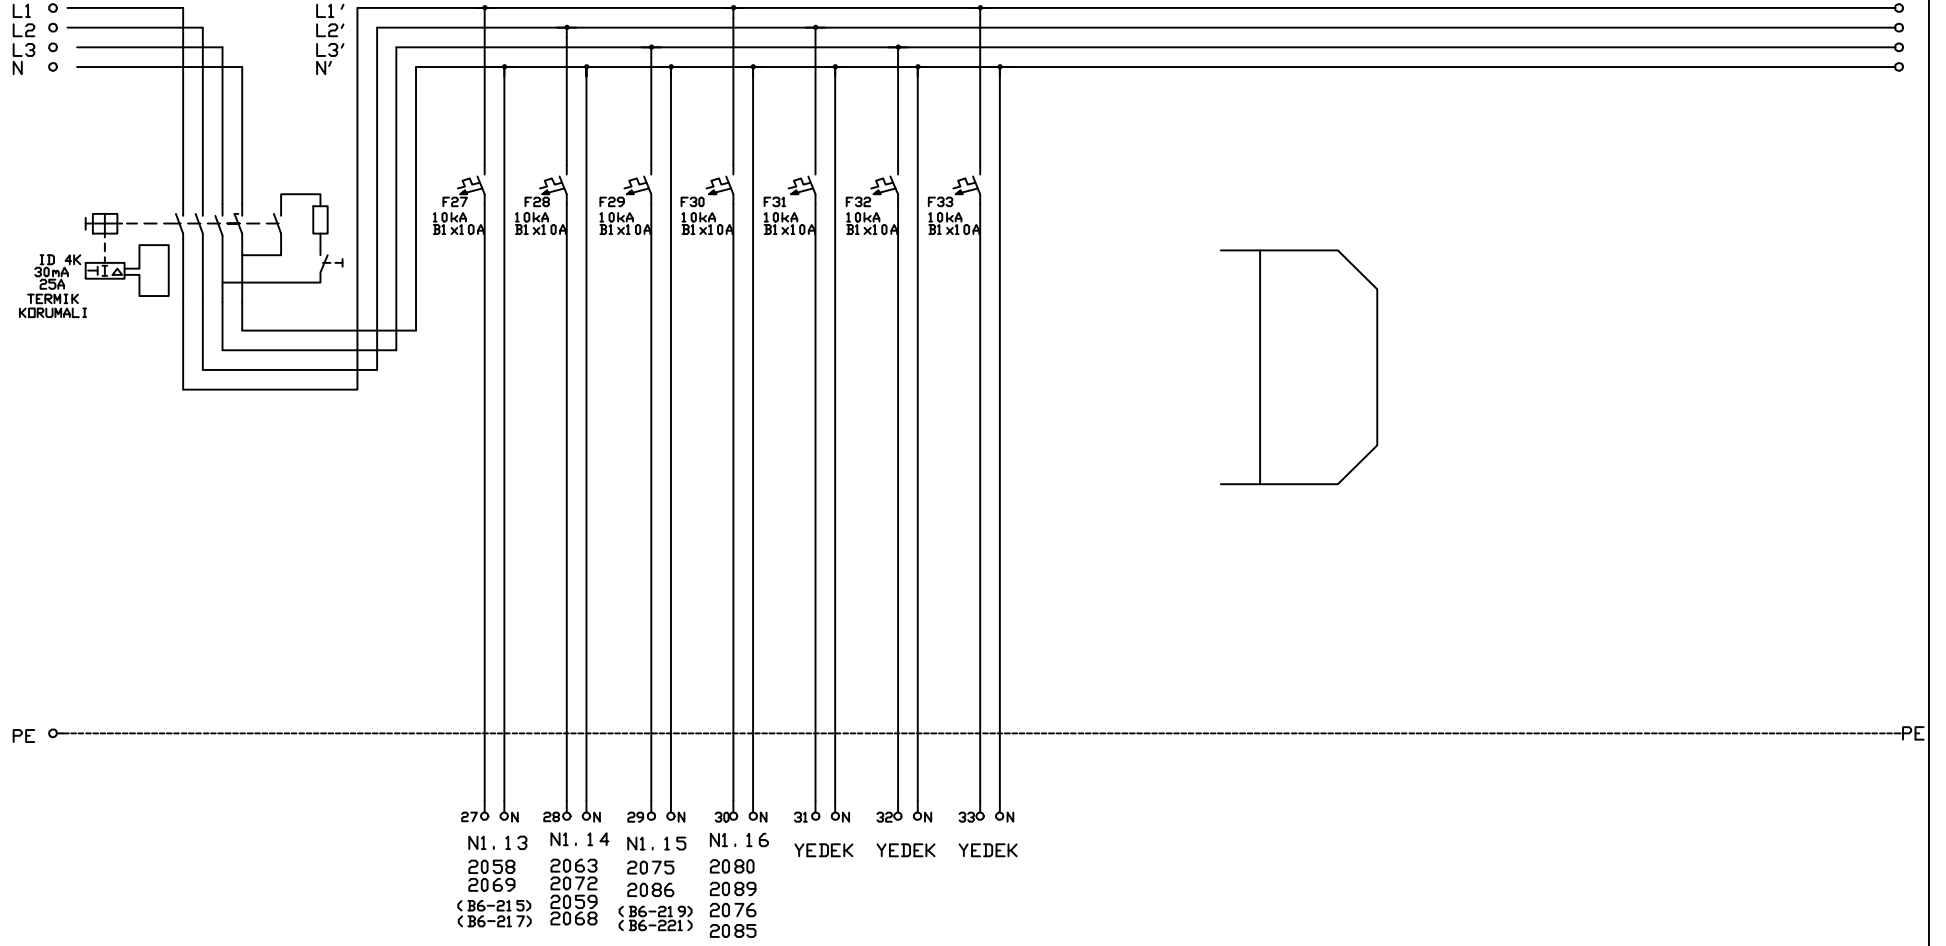 L1
L2
L3
N
L1'
L2'
L3'
N'
ID 4K
30mA
25A
TERMIK
KORUMALI
I
F27
10kA
B1x10A
F28
10kA
B1x10A
F29
10kA
B1x10A
F30
10kA
B1x10A
F31
10kA
B1x10A
F32
10kA
B1x10A
F33
10kA
B1x10A
PE
PE
27 N
N1.13
2058
2069
(B6-215)
(B6-217)
28 N
N1.14
2063
2072
2059
2068
29 N
N1.15
2075
2086
(B6-219)
(B6-221)
30 N
N1.16
2080
2089
2076
2085
31 N
YEDEK
32 N
YEDEK
33 N
YEDEK